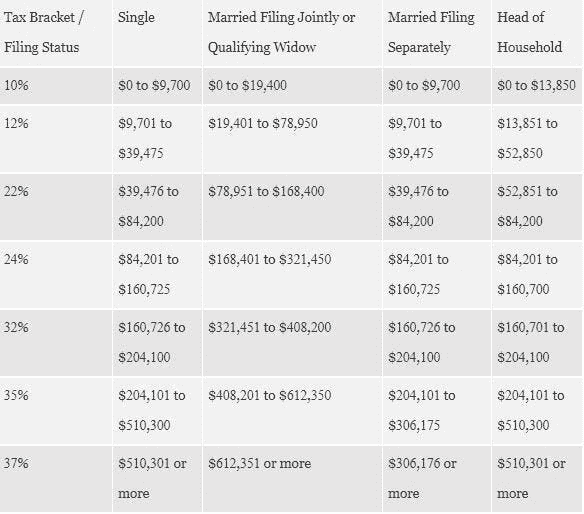 Tax Bracket / Single Married Filing Jointly or Married Filing Head of
Filing Status Qualifying Widow Separately Household
10% $0 to $9,700 $0 to $19,400 $0 to $9,700 $0 to $13,850
12% $9,701 to $19,401 to $78,950 $9,701 to $13,851 to
$39,475 $39,475 $52,850
22% $39,476 to $78,951 to $168,400 $39,476 to $52,851 to
$84,200 $84,200 $84,200
24% $84,201 to $168,401 to $321,450 $84,201 to $84,201 to
$160,725 $160,725 $160,700
32% $160,726 to $321,451 to $408,200 $160,726 to $160,701 to
$204,100 $204,100 $204,100
35% $204,101 to $408,201 to $612,350 $204,101 to $204,101 to
$510,300 $306,175 $510,300
37% $510,301 or $612,351 or more $306,176 or $510,301 or
more more more